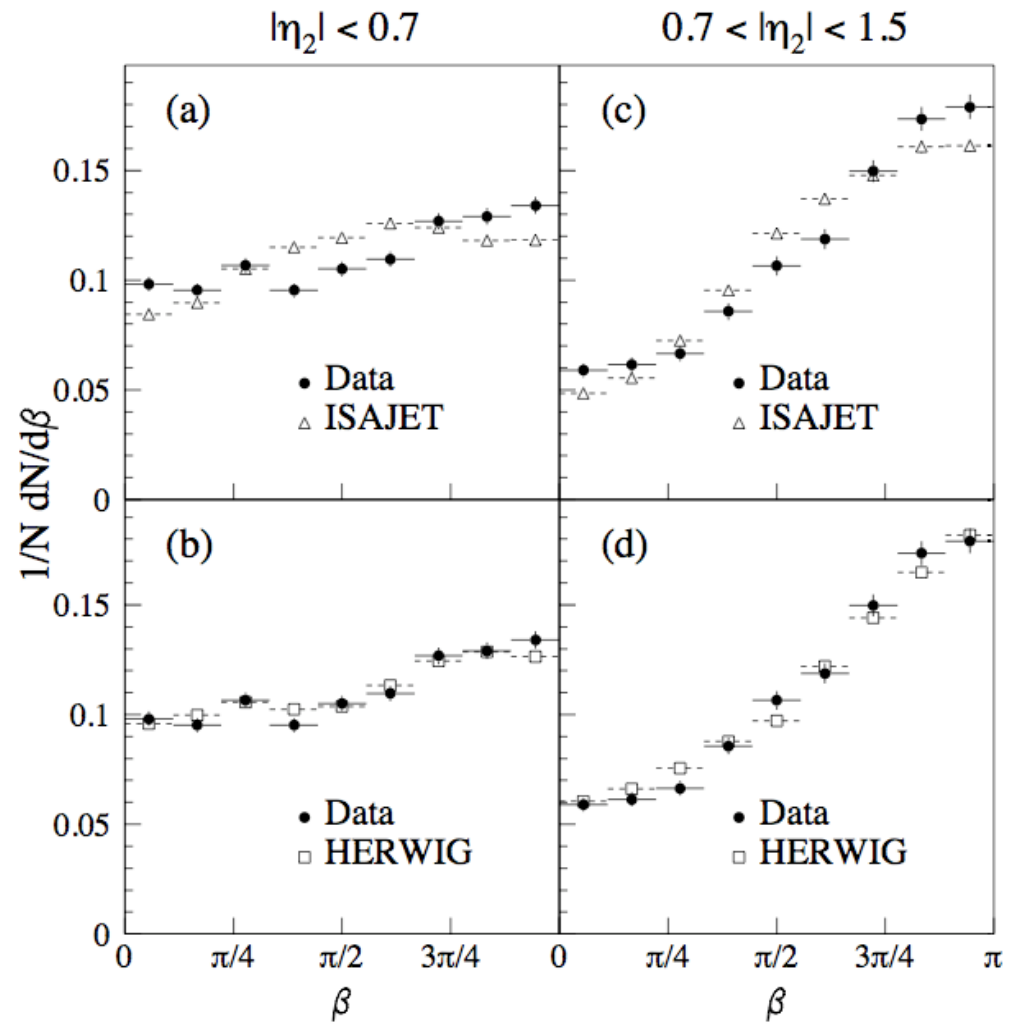 |η₂| < 0.7
0.7 < |η₂| < 1.5
1/N dN/dβ
(a)
0.15
0.1
0.05
0
Data
ISAJET
(c)
Data
ISAJET
(b)
0.15
0.1
0.05
0
Data
HERWIG
(d)
Data
HERWIG
0 π/4 π/2 3π/4 0 π/4 π/2 3π/4 π
β β